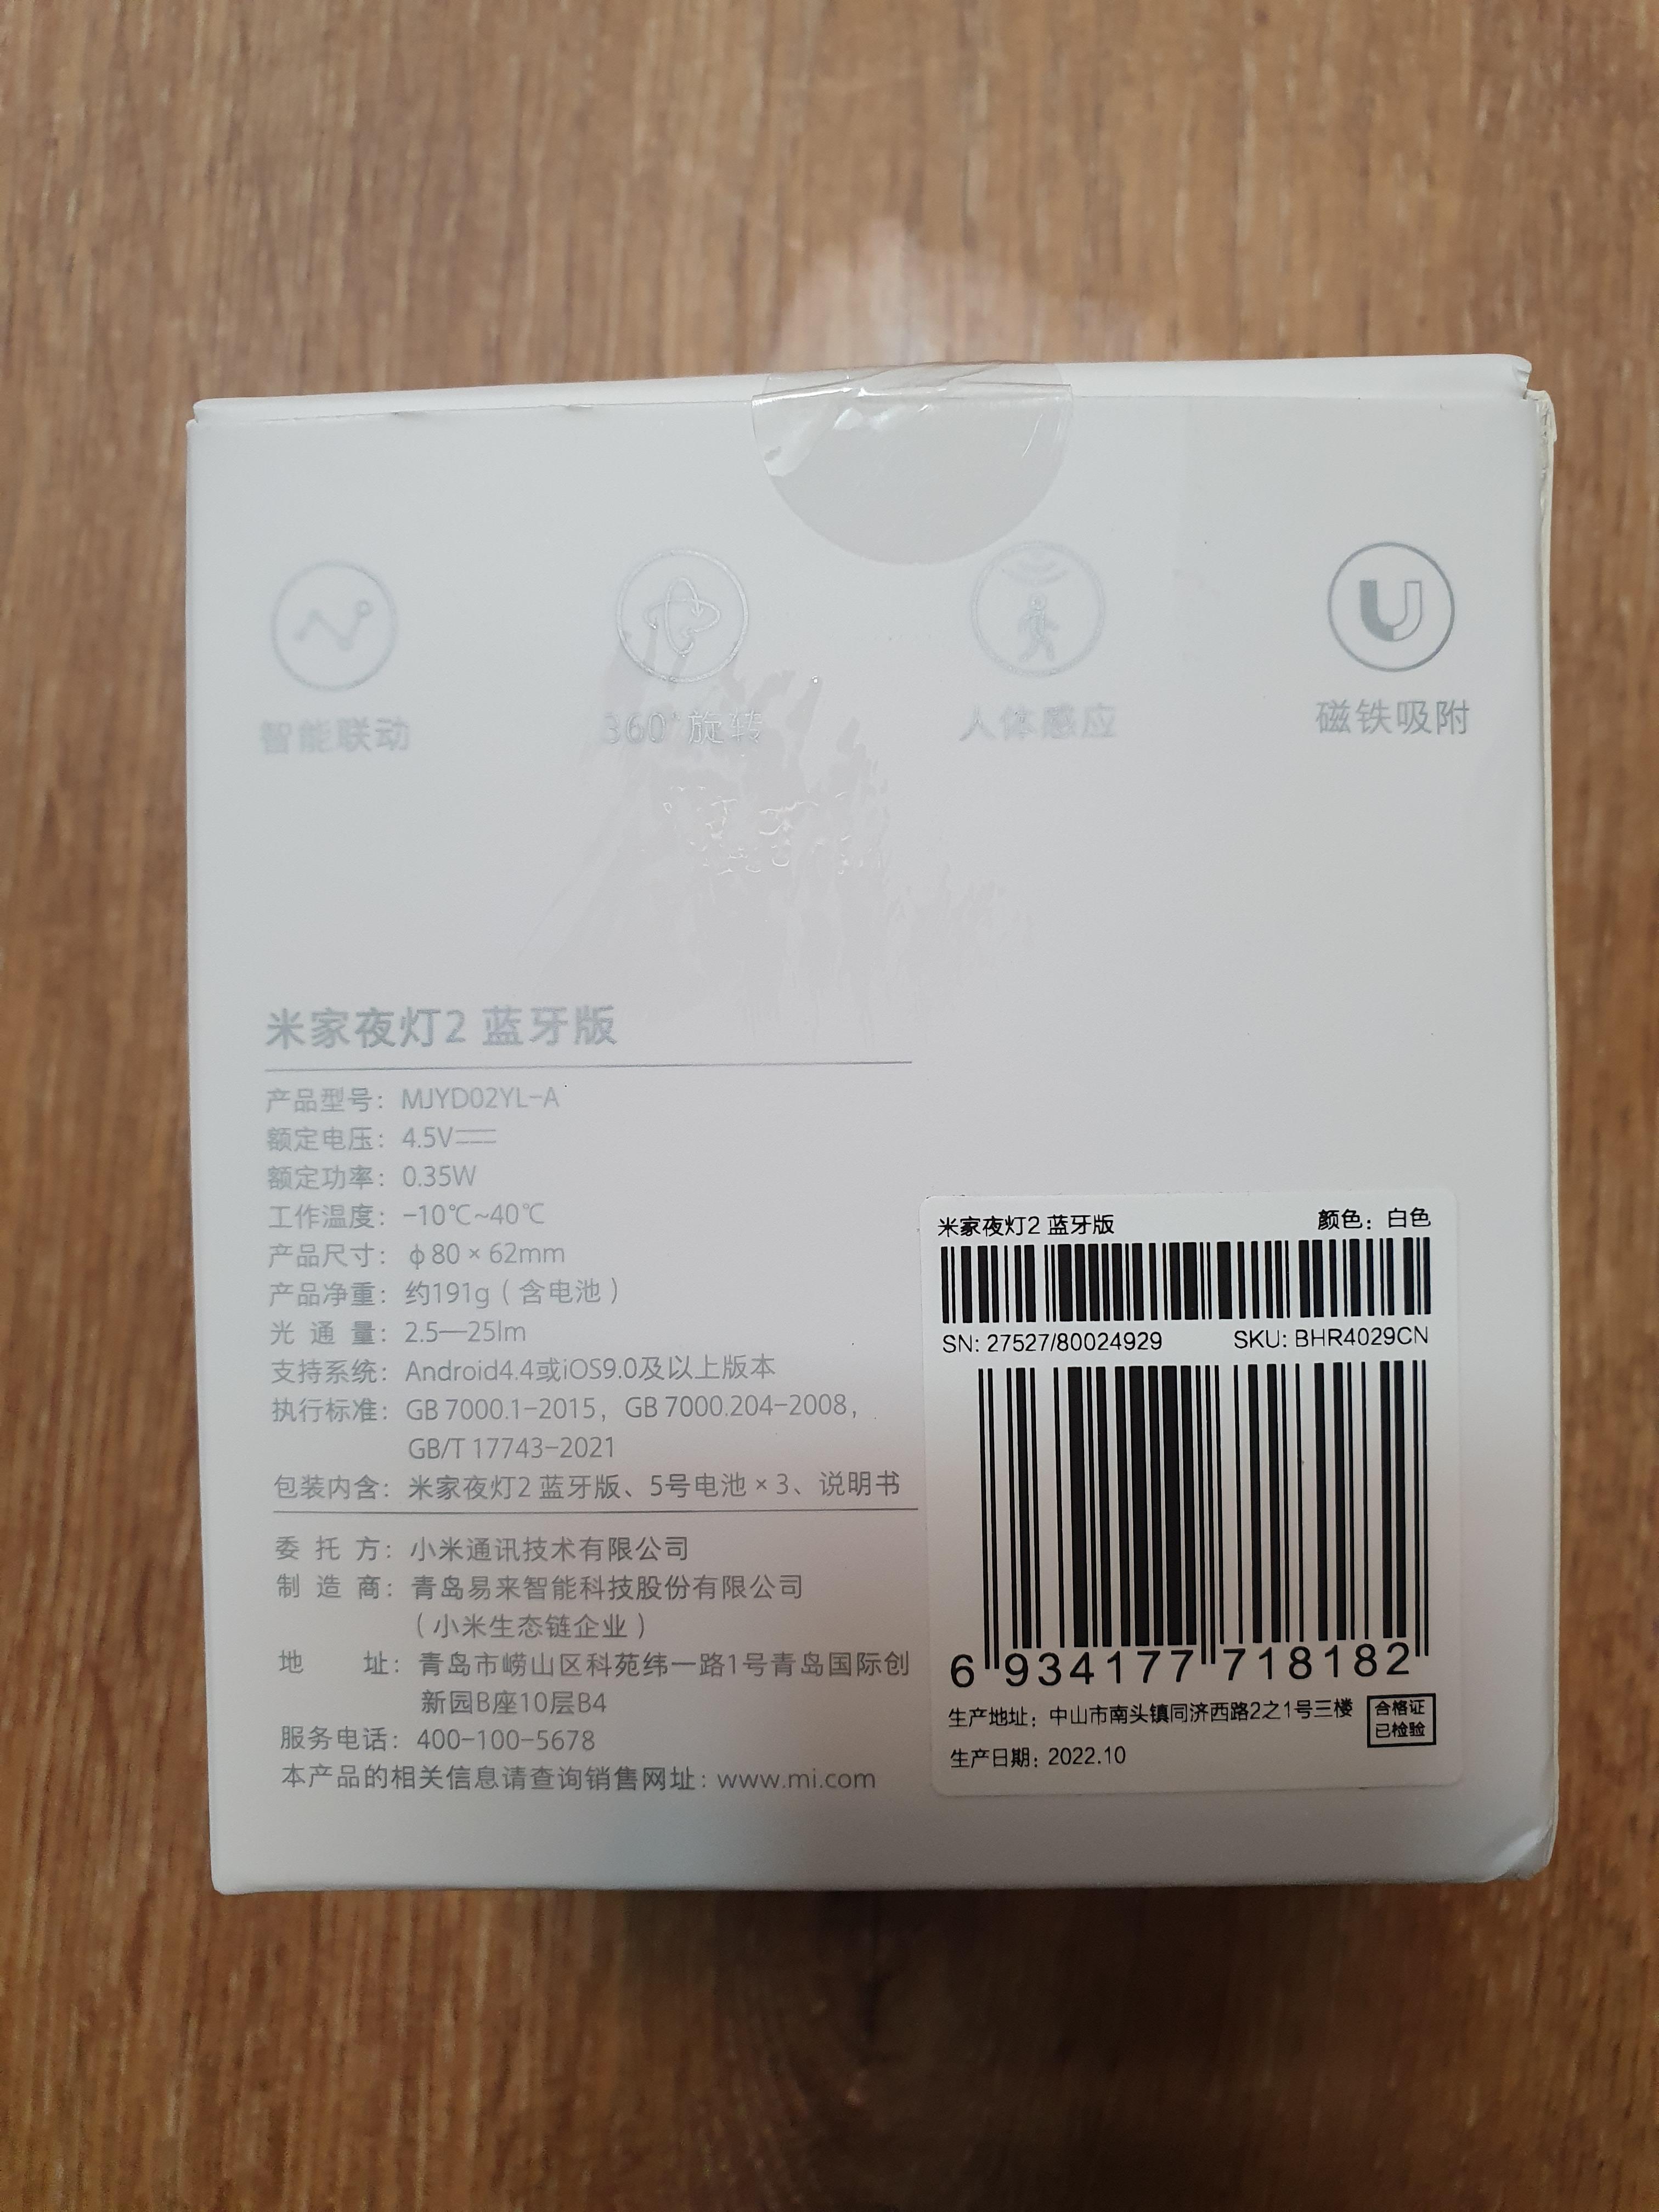 智能联动
360°旋转
人体感应
磁铁吸附
米家夜灯2 蓝牙版
产品型号：MJYD02YL-A
额定电压：4.5V⎓
额定功率：0.35W
工作温度：-10℃~40℃
产品尺寸：ф80×62mm
产品净重：约191g（含电池）
光通量：2.5—25lm
支持系统：Android4.4或iOS9.0及以上版本
执行标准：GB 7000.1-2015，GB 7000.204-2008，
GB/T 17743-2021
包装内含：米家夜灯2 蓝牙版、5号电池×3、说明书
委托方：小米通讯技术有限公司
制造商：青岛易来智能科技股份有限公司
（小米生态链企业）
地址：青岛市崂山区科苑纬一路1号青岛国际创
新园B座10层B4
服务电话：400-100-5678
本产品的相关信息请查询销售网址：www.mi.com
米家夜灯2 蓝牙版 颜色：白色
SN: 27527/80024929 SKU: BHR4029CN
6 934177 718182
生产地址：中山市南头镇同济西路2之1号三楼
合格证
已检验
生产日期：2022.10